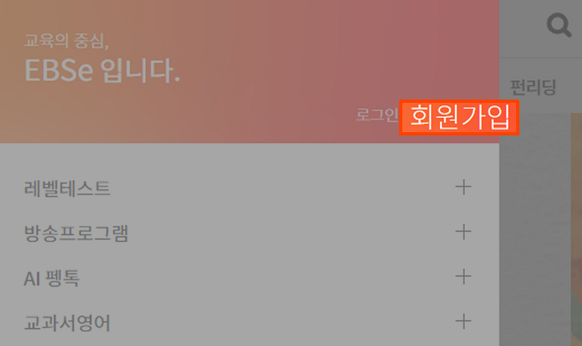 교육의 중심,
EBSe 입니다.
로그인 회원가입
펀리딩
레벨테스트
방송프로그램
AI 펭톡
교과서영어